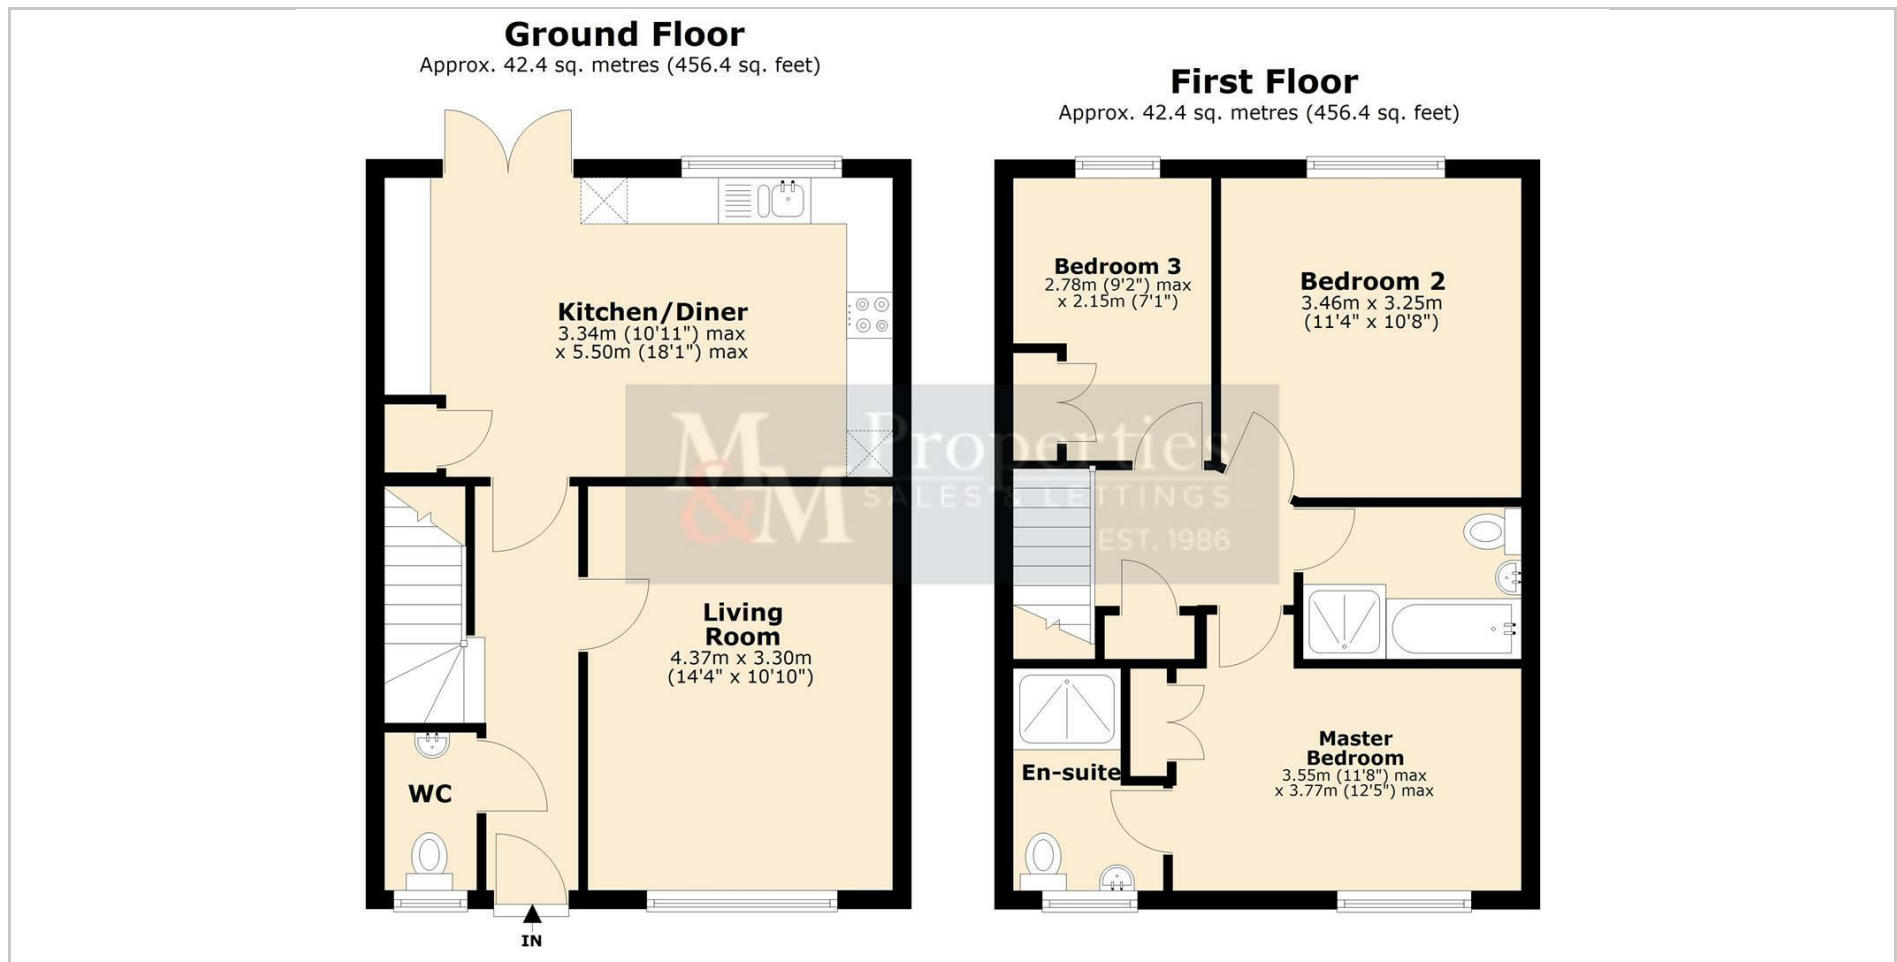 Ground Floor
Approx. 42.4 sq. metres (456.4 sq. feet)
Kitchen/Diner
3.34m (10'11") max
x 5.50m (18'1") max
Living
Room
4.37m x 3.30m
(14'4" x 10'10")
WC
IN
First Floor
Approx. 42.4 sq. metres (456.4 sq. feet)
Bedroom 3
2.78m (9'2") max
x 2.15m (7'1")
Bedroom 2
3.46m x 3.25m
(11'4" x 10'8")
En-suite
Master
Bedroom
3.55m (11'8") max
x 3.77m (12'5") max
M&M Properties
SALES & LETTINGS
EST. 1986